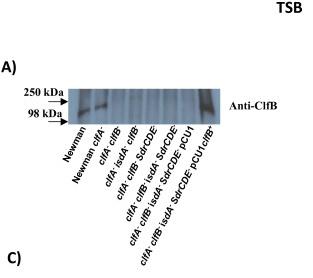 TSB
A)
250 kDa
98 kDa
Anti-ClfB
Newman
Newman clfA-
clfA- clfB-
clfA- isdA- clfB-
clfA- clfB- SdrCDE-
clfA- clfB- isdA- SdrCDE-
clfA- clfB- isdA- SdrCDE- pCU1
clfA- clfB- isdA- SdrCDE- pCU1clfB+
C)